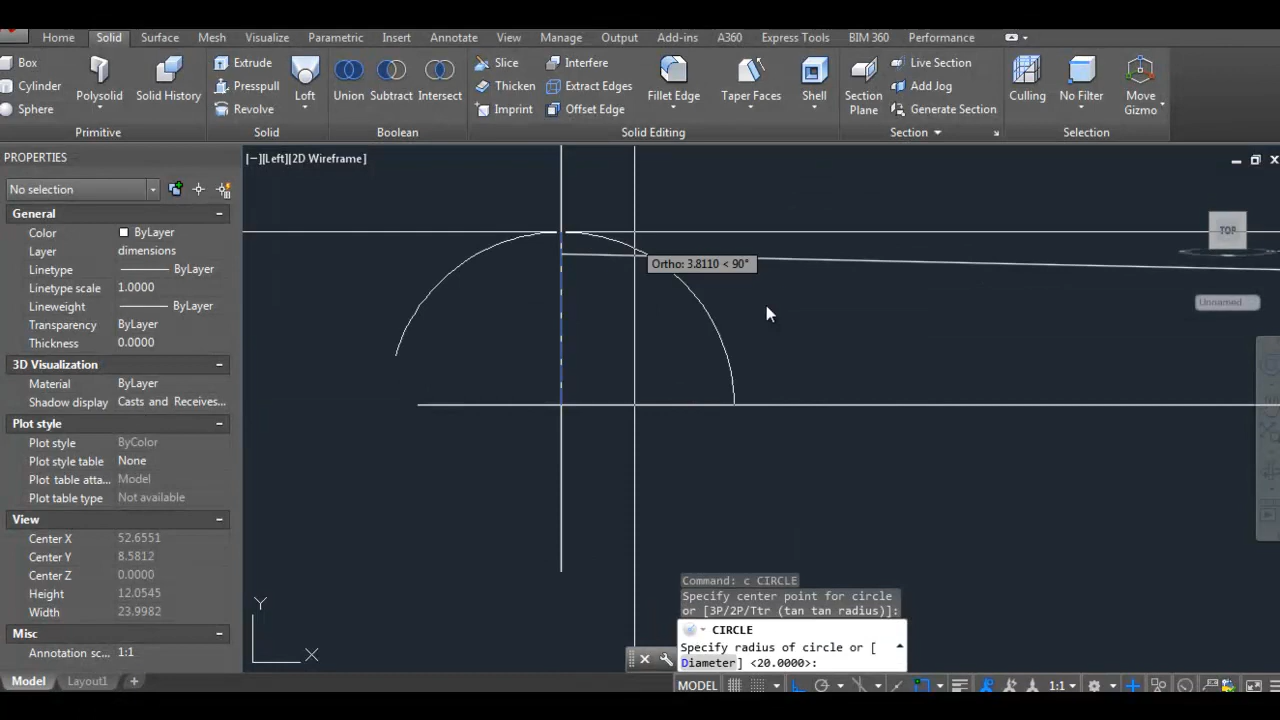 Home Solid Surface Mesh Visualize Parametric Insert Annotate View Manage Output Add-ins A360 Express Tools BIM 360 Performance
Box
Cylinder
Sphere
Polysolid
Solid History
Primitive
Extrude
Presspull
Revolve
Loft
Solid
Union
Subtract
Intersect
Boolean
Slice
Thicken
Imprint
Interfere
Extract Edges
Offset Edge
Fillet Edge
Taper Faces
Shell
Solid Editing
Section
Plane
Live Section
Add Jog
Generate Section
Section
Culling
No Filter
Move
Gizmo
Selection
PROPERTIES
No selection
General
Color ByLayer
Layer dimensions
Linetype ByLayer
Linetype scale 1.0000
Lineweight ByLayer
Transparency ByLayer
Thickness 0.0000
3D Visualization
Material ByLayer
Shadow display Casts and Receives...
Plot style
Plot style ByColor
Plot style table None
Plot table atta... Model
Plot table type Not available
View
Center X 52.6551
Center Y 8.5812
Center Z 0.0000
Height 12.0545
Width 23.9982
Misc
Annotation sc... 1:1
[−][Left][2D Wireframe]
TOP
Unnamed
Ortho: 3.8110 < 90°
Y
X
Command: c CIRCLE
Specify center point for circle
or [3P/2P/Ttr (tan tan radius)]:
CIRCLE
Specify radius of circle or [
Diameter] <20.0000>:
Model Layout1 +
MODEL 1:1